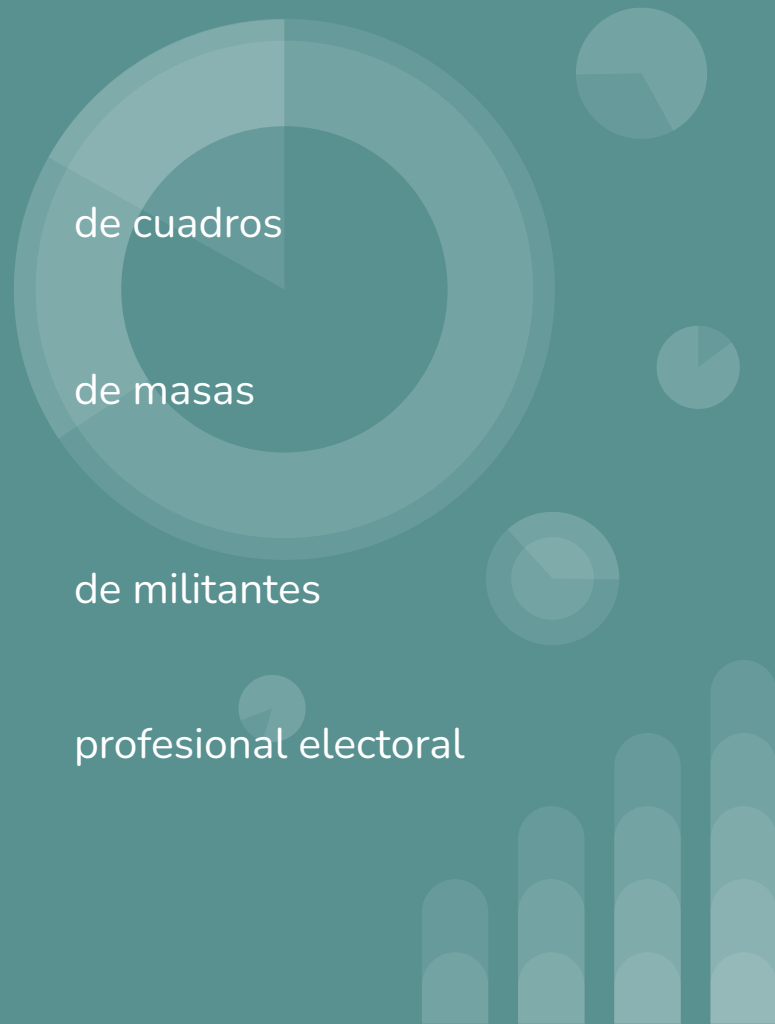 de cuadros
de masas
de militantes
profesional electoral